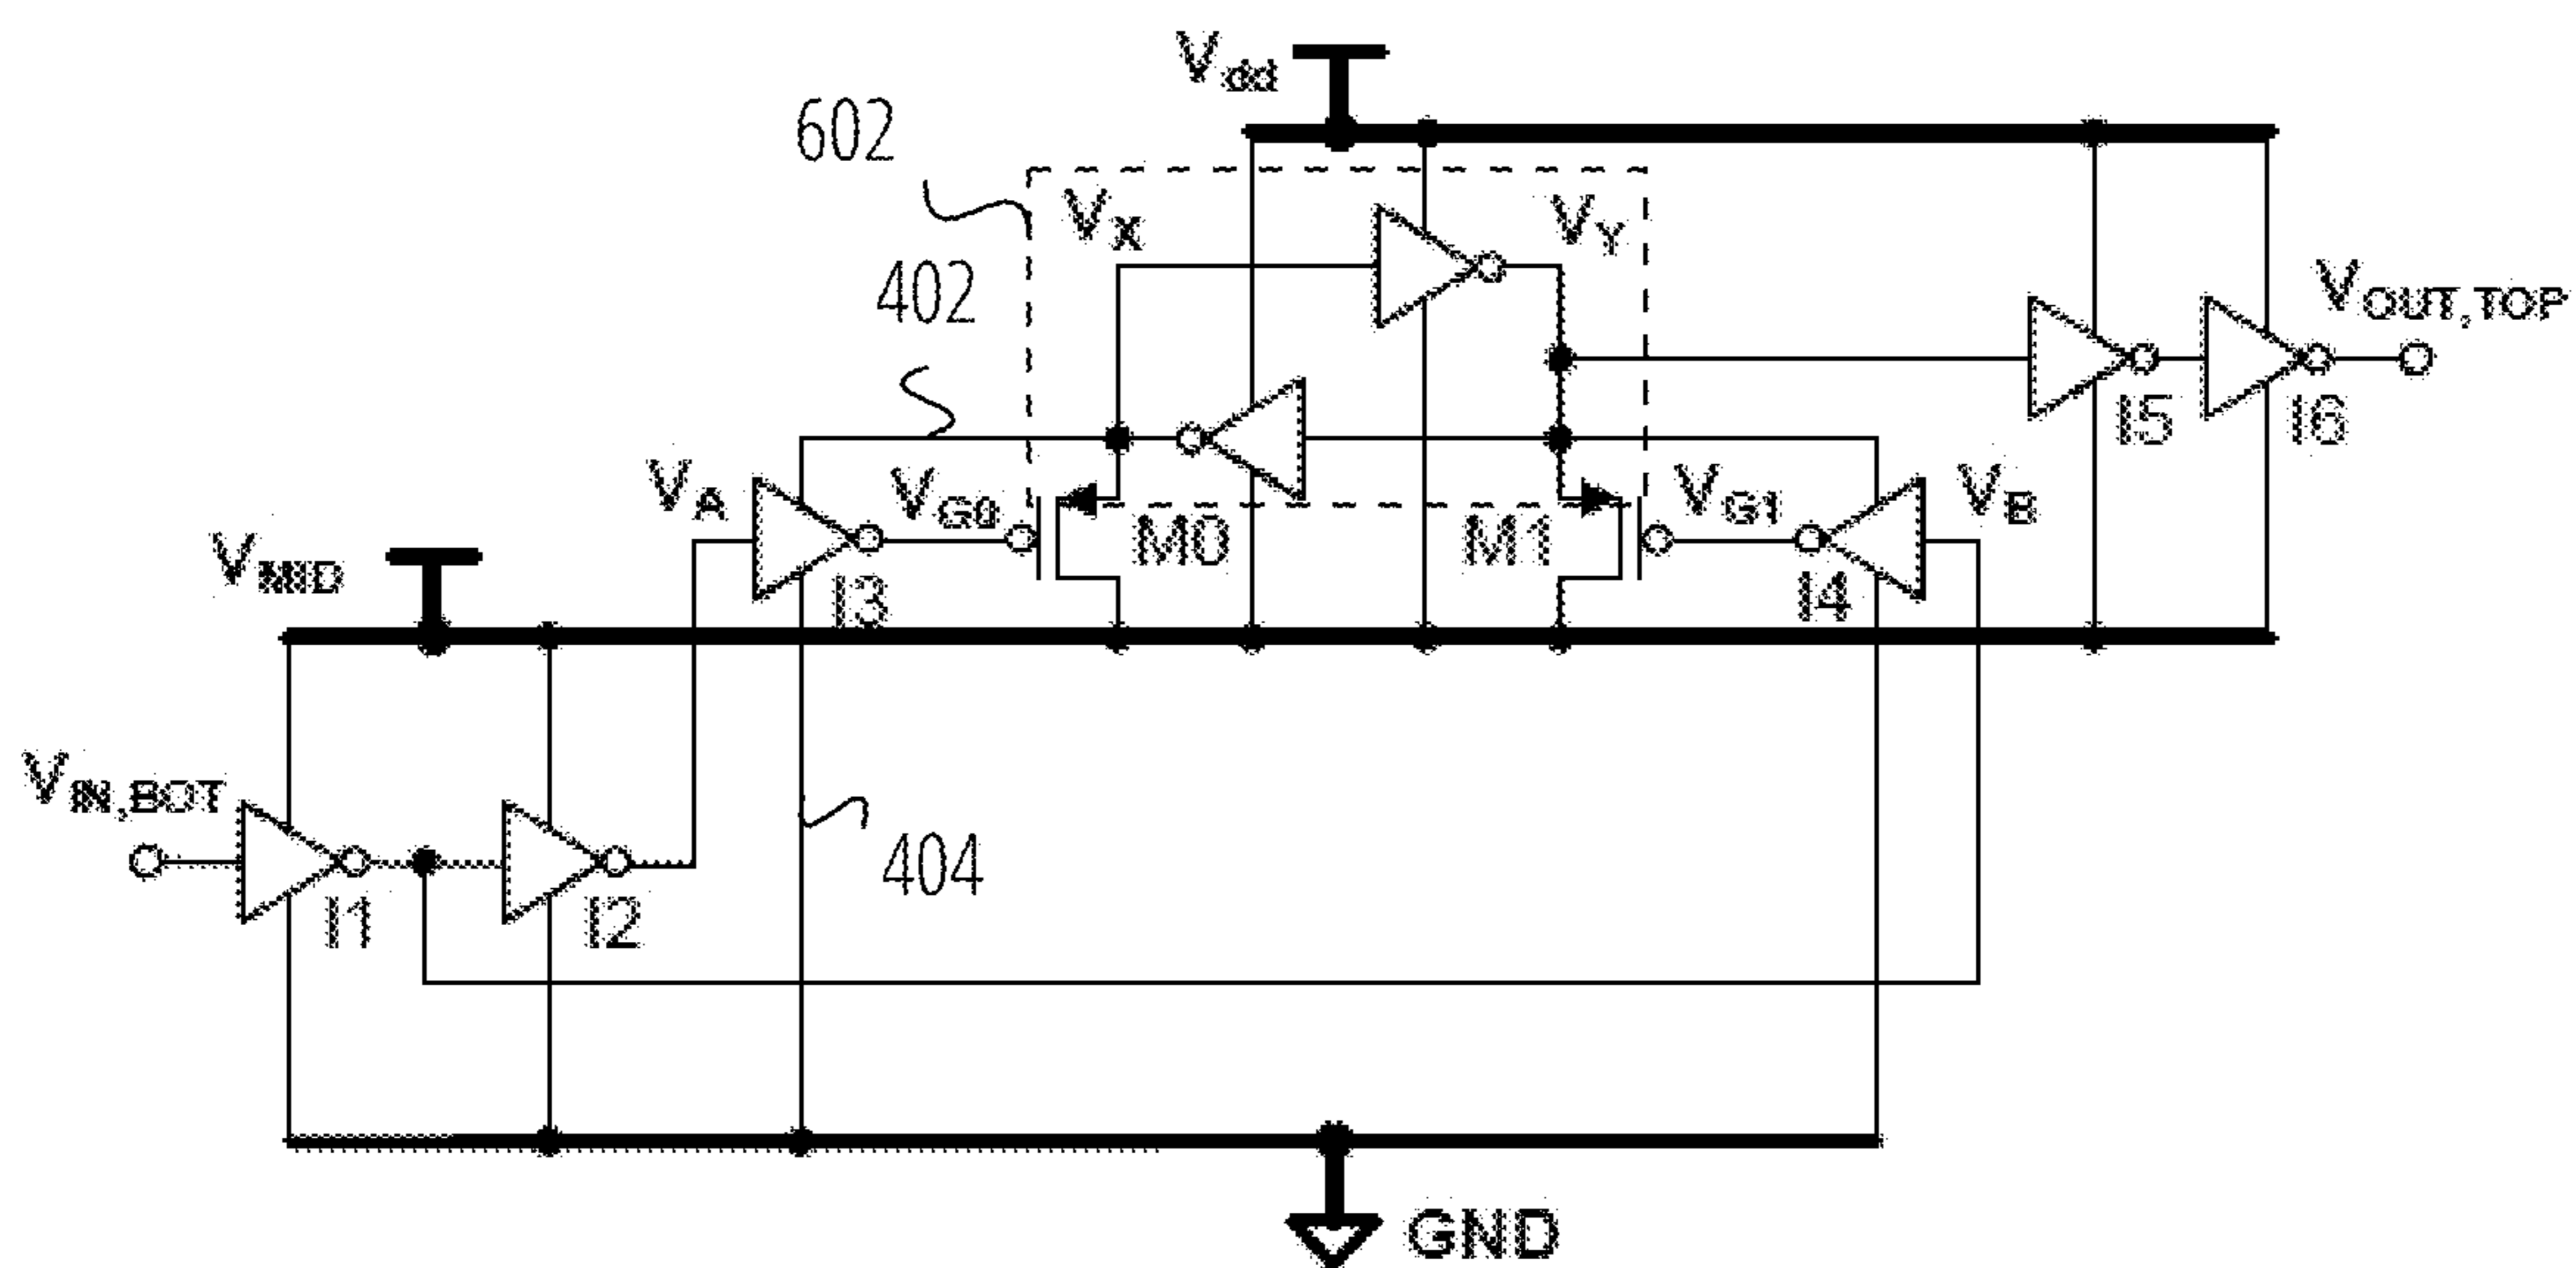 Vdd
602
VX
VY
402
VOUT,TOP
I5
I6
VA
VG0
VG1
VB
M0
M1
VMID
I3
I4
VIN,BOT
404
I1
I2
GND